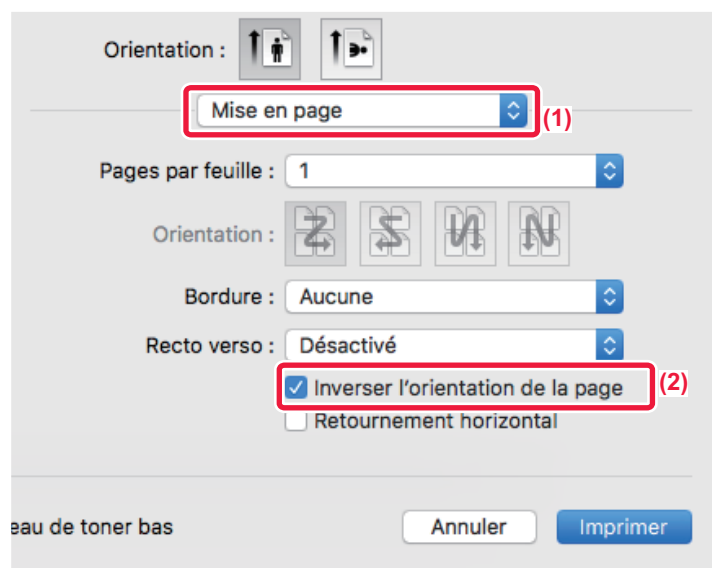 Orientation :
Mise en page
(1)
Pages par feuille : 1
Orientation :
Bordure : Aucune
Recto verso : Désactivé
Inverser l'orientation de la page
(2)
Retournement horizontal
eau de toner bas
Annuler
Imprimer